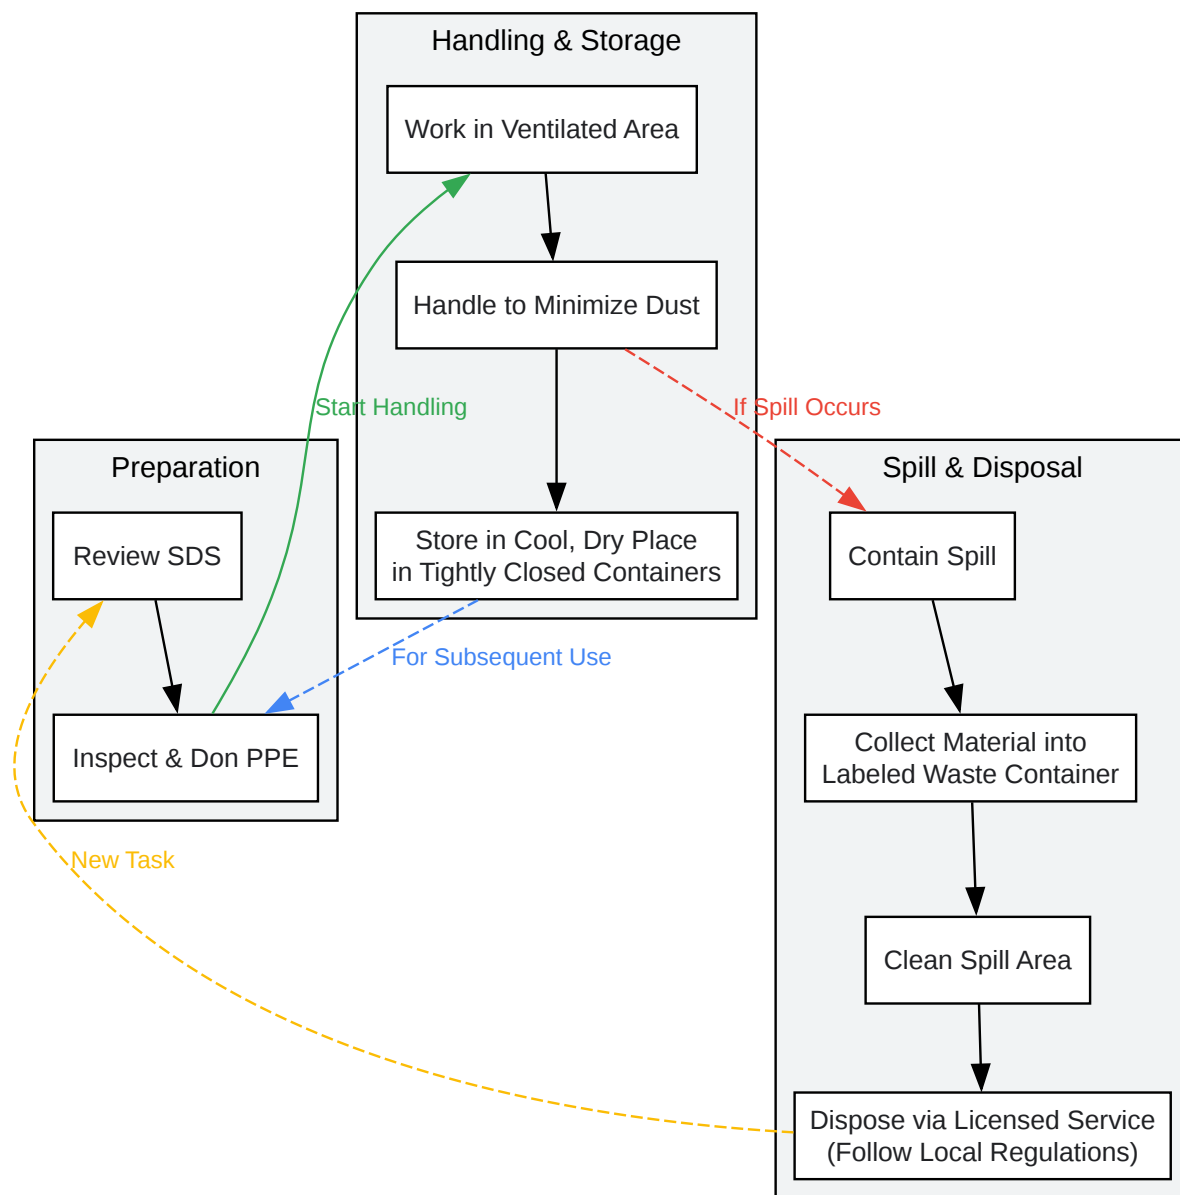 Handling & Storage
Work in Ventilated Area
Handle to Minimize Dust
Start Handling
If Spill Occurs
Preparation
Spill & Disposal
Review SDS
Store in Cool, Dry Place
in Tightly Closed Containers
Contain Spill
For Subsequent Use
Inspect & Don PPE
Collect Material into
Labeled Waste Container
New Task
Clean Spill Area
Dispose via Licensed Service
(Follow Local Regulations)